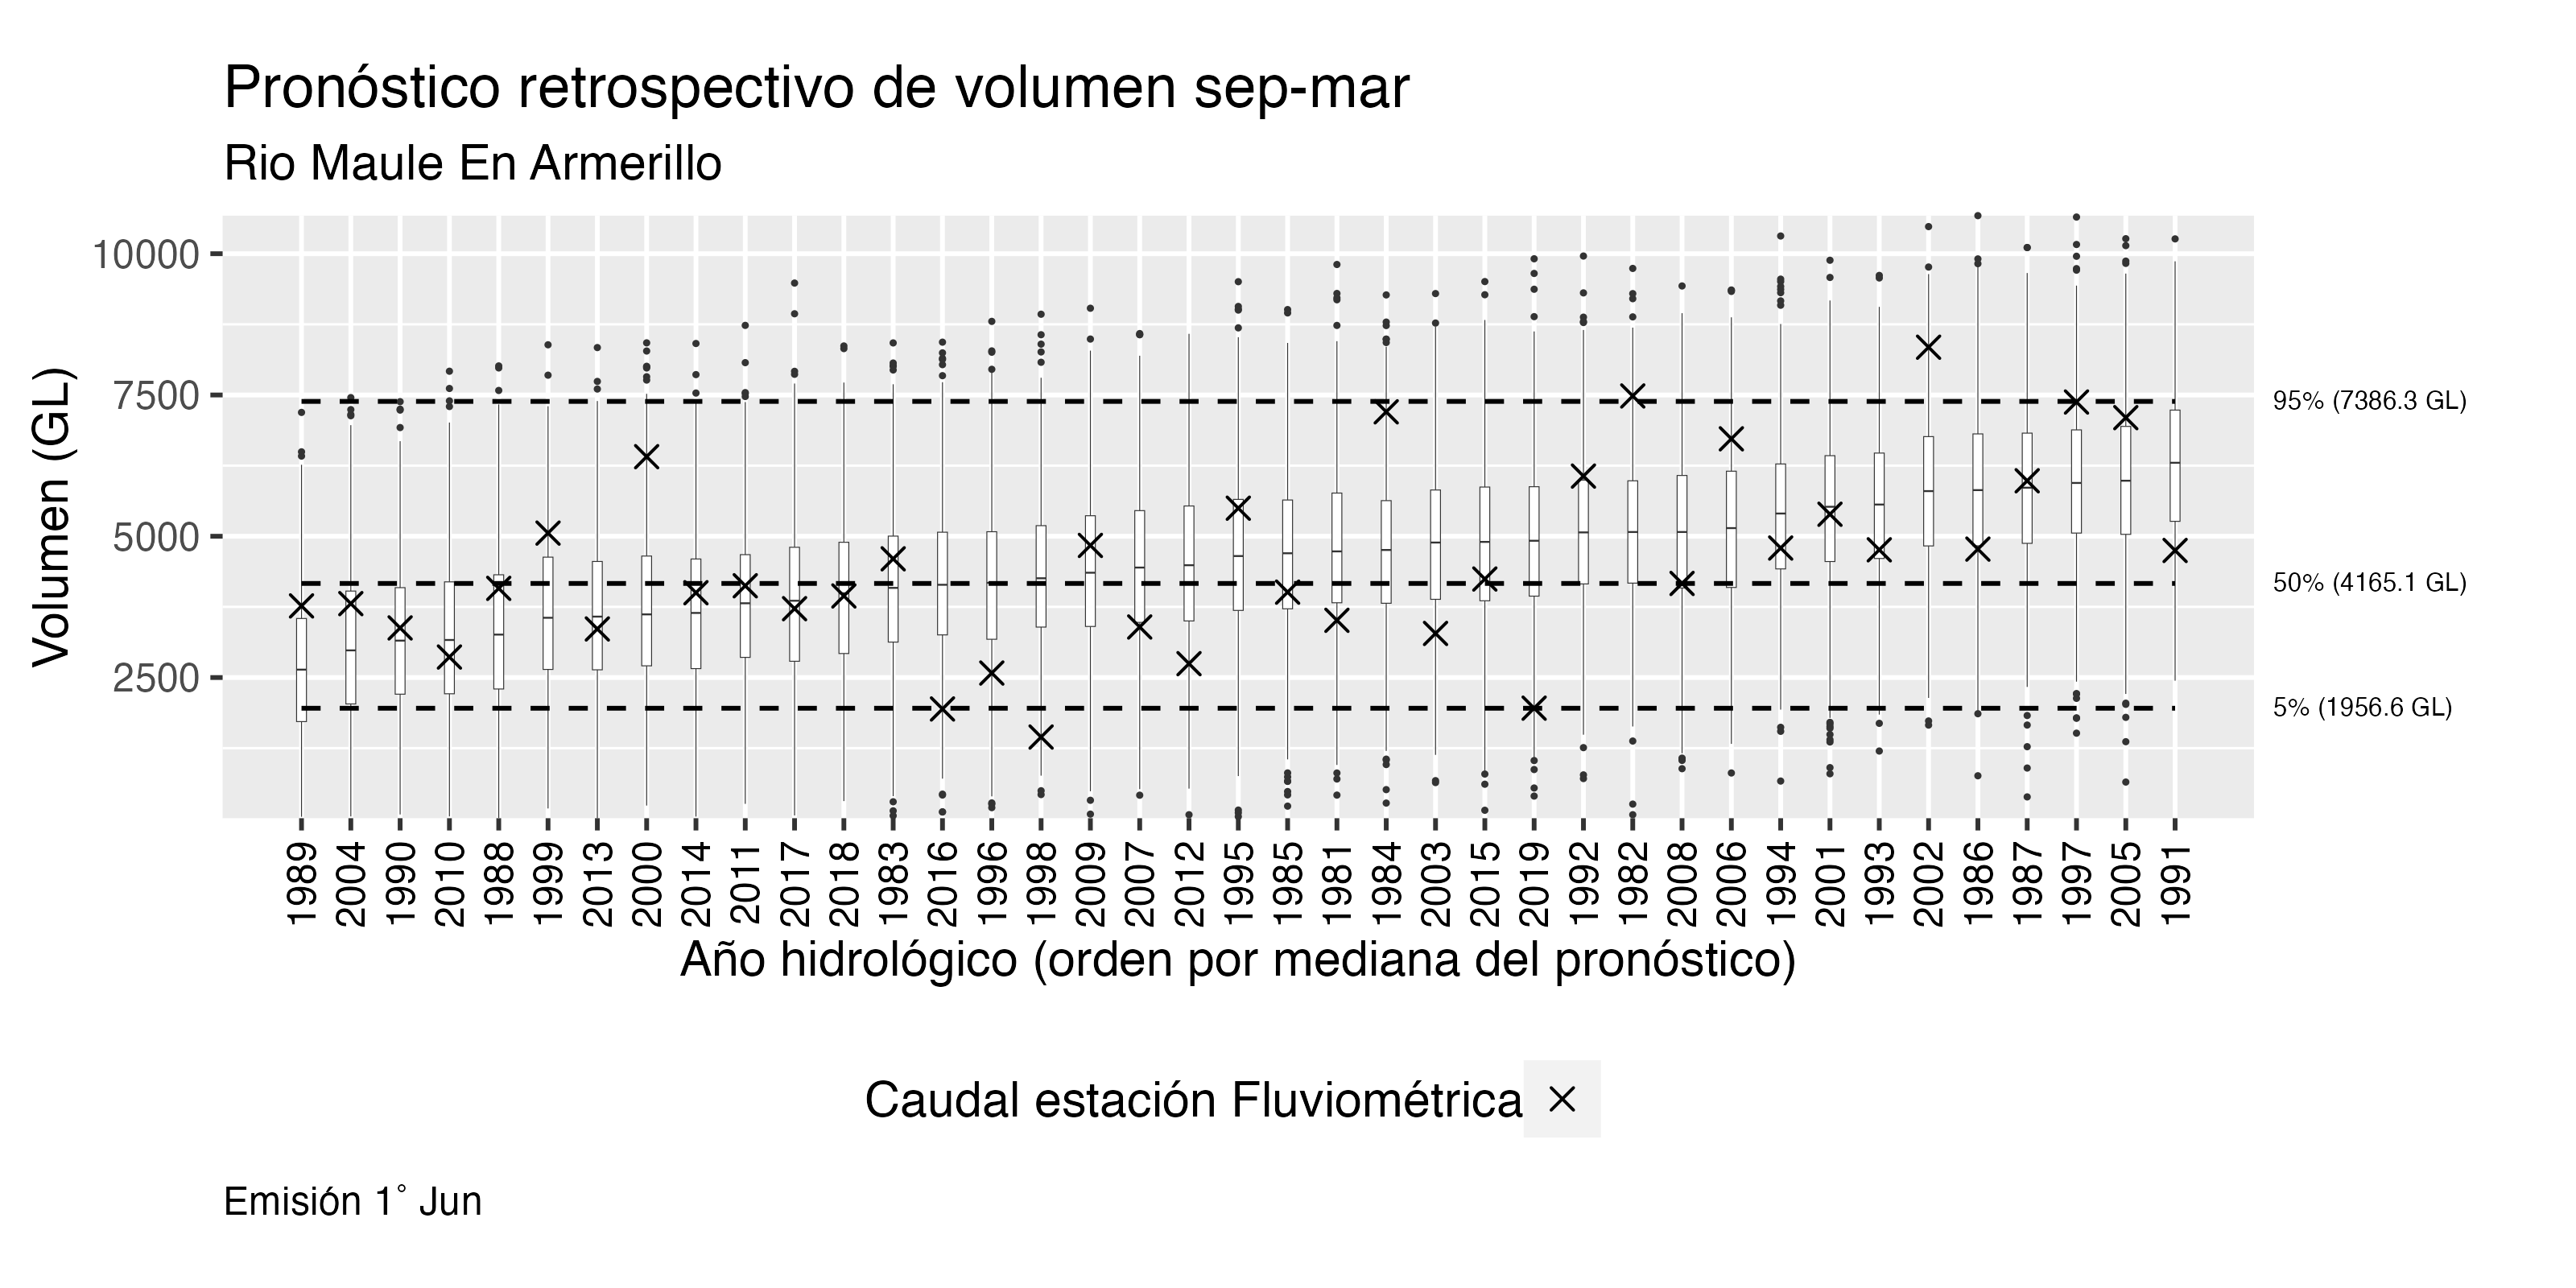 Pronóstico retrospectivo de volumen sep-mar
Rio Maule En Armerillo
Volumen (GL)
10000
7500
5000
2500
95% (7386.3 GL)
50% (4165.1 GL)
5% (1956.6 GL)
1989 2004 1990 2010 1988 1999 2013 2000 2014 2011 2017 2018 1983 2016 1996 1998 2009 2007 2012 1995 1985 1981 1984 2003 2015 2019 1992 1982 2008 2006 1994 2001 1993 2002 1986 1987 1997 2005 1991
Año hidrológico (orden por mediana del pronóstico)
Caudal estación Fluviométrica
Emisión 1° Jun